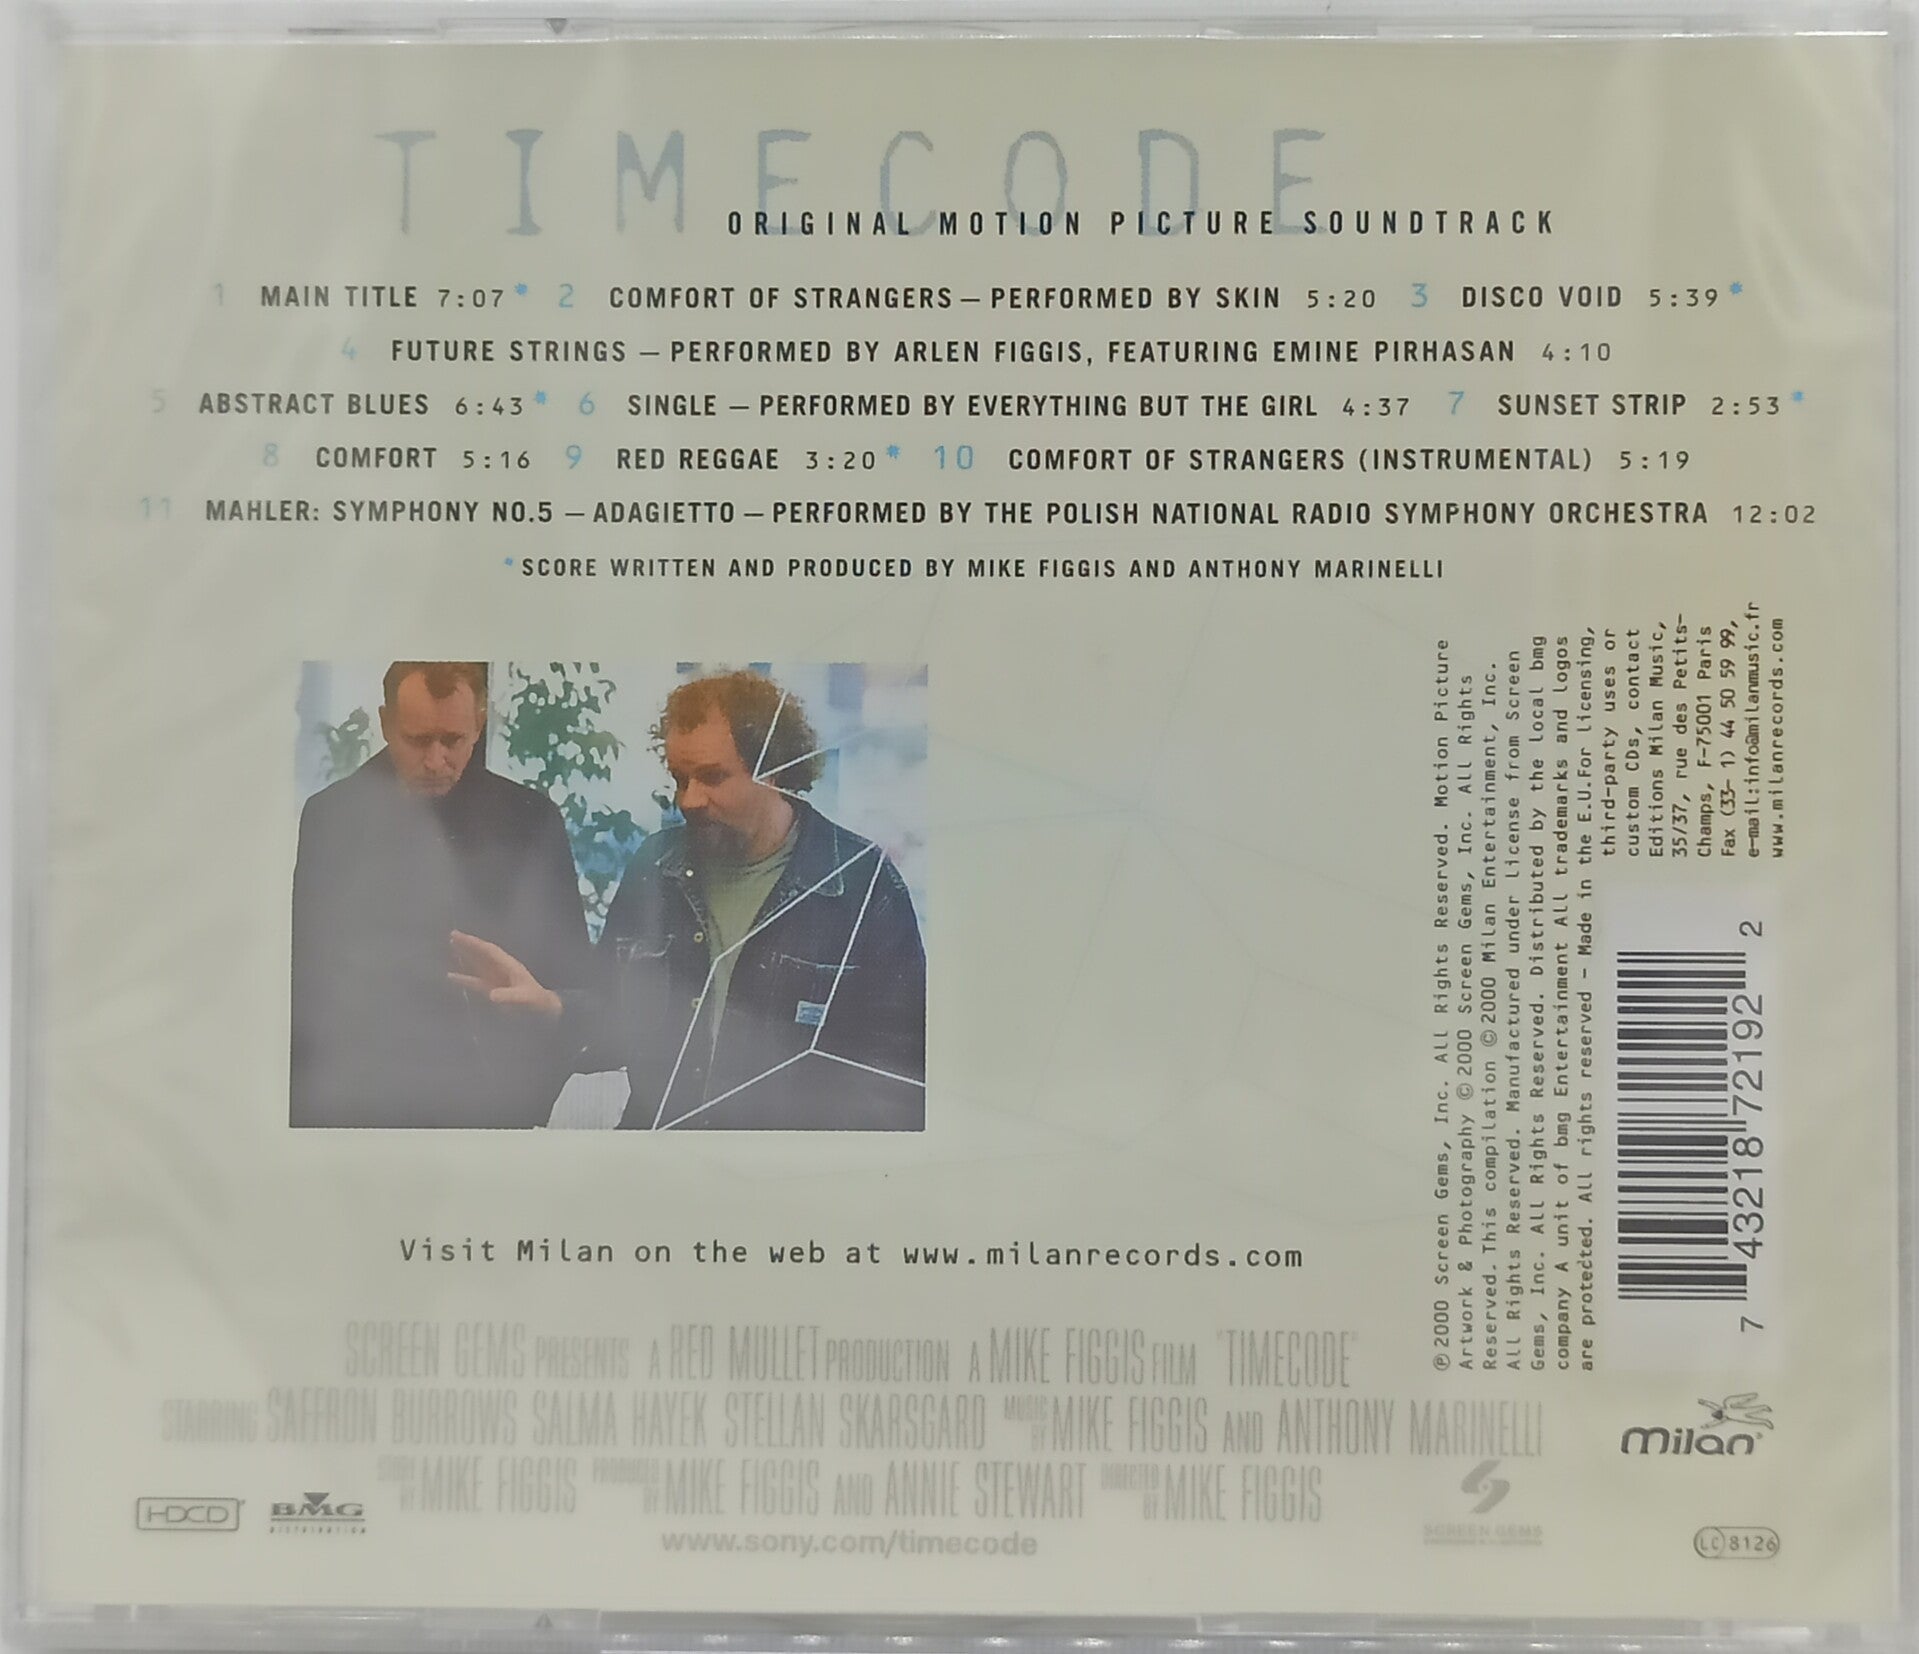 TIMECODE
ORIGINAL MOTION PICTURE SOUNDTRACK
1 MAIN TITLE 7:07* 2 COMFORT OF STRANGERS – PERFORMED BY SKIN 5:20 3 DISCO VOID 5:39*
4 FUTURE STRINGS – PERFORMED BY ARLEN FIGGIS, FEATURING EMINE PIRHASAN 4:10
5 ABSTRACT BLUES 6:43* 6 SINGLE – PERFORMED BY EVERYTHING BUT THE GIRL 4:37 7 SUNSET STRIP 2:53*
8 COMFORT 5:16 9 RED REGGAE 3:20* 10 COMFORT OF STRANGERS (INSTRUMENTAL) 5:19
11 MAHLER: SYMPHONY NO.5 – ADAGIETTO – PERFORMED BY THE POLISH NATIONAL RADIO SYMPHONY ORCHESTRA 12:02
*SCORE WRITTEN AND PRODUCED BY MIKE FIGGIS AND ANTHONY MARINELLI
℗2000 Screen Gems, Inc. All Rights Reserved. Motion Picture
Artwork & Photography ©2000 Screen Gems, Inc. All Rights
Reserved. This compilation ©2000 Milan Entertainment, Inc.
All Rights Reserved. Manufactured under License from Screen
Gems, Inc. All Rights Reserved. Distributed by the local bmg
company A unit of bmg Entertainment All trademarks and logos
are protected. All rights reserved - Made in the E.U. For licensing,
third-party uses or
custom CDs, contact
Editions Milan Music,
35/37, rue des Petits-
Champs, F-75001 Paris
Fax (33- 1) 44 50 59 99,
e-mail:info@milanmusic.fr
www.milanrecords.com
7 43218 72192 2
Visit Milan on the web at www.milanrecords.com
SCREEN GEMS PRESENTS A RED MULLET PRODUCTION A MIKE FIGGIS FILM "TIMECODE"
STARRING SAFFRON BURROWS SALMA HAYEK STELLAN SKARSGARD MUSIC BY MIKE FIGGIS AND ANTHONY MARINELLI
STORY BY MIKE FIGGIS PRODUCED BY MIKE FIGGIS AND ANNIE STEWART DIRECTED BY MIKE FIGGIS
www.sony.com/timecode
HDCD
BMG
DISTRIBUTION
SCREEN GEMS
milan
LC 8126